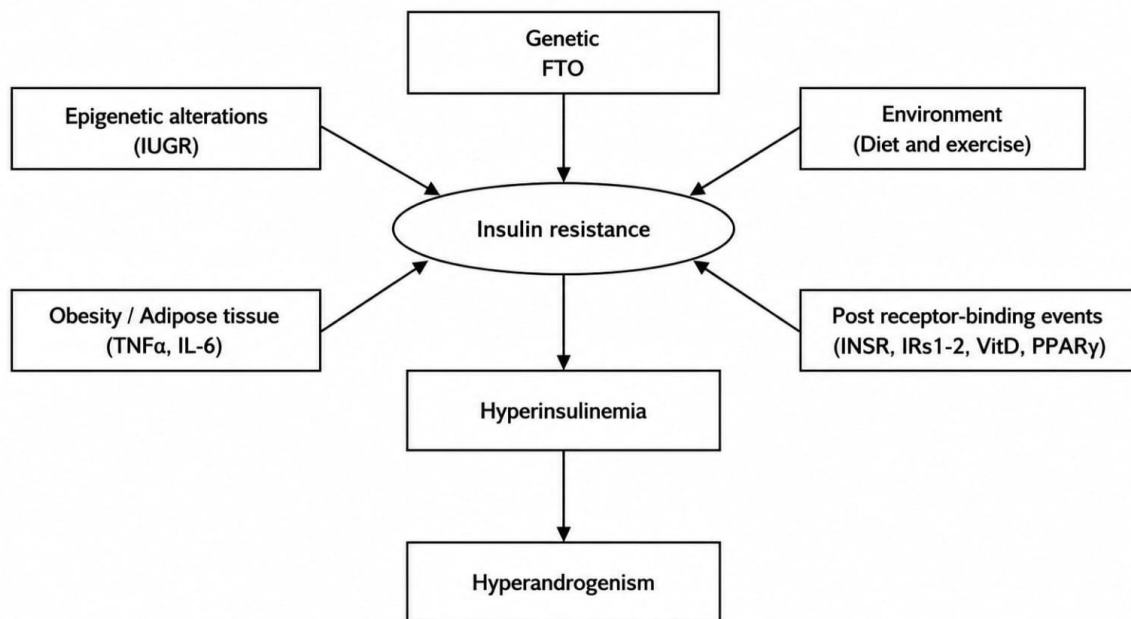 Genetic
FTO
Epigenetic alterations
(IUGR)
Environment
(Diet and exercise)
Insulin resistance
Obesity / Adipose tissue
(TNFα, IL-6)
Post receptor-binding events
(INSR, IRs1-2, VitD, PPARγ)
Hyperinsulinemia
Hyperandrogenism